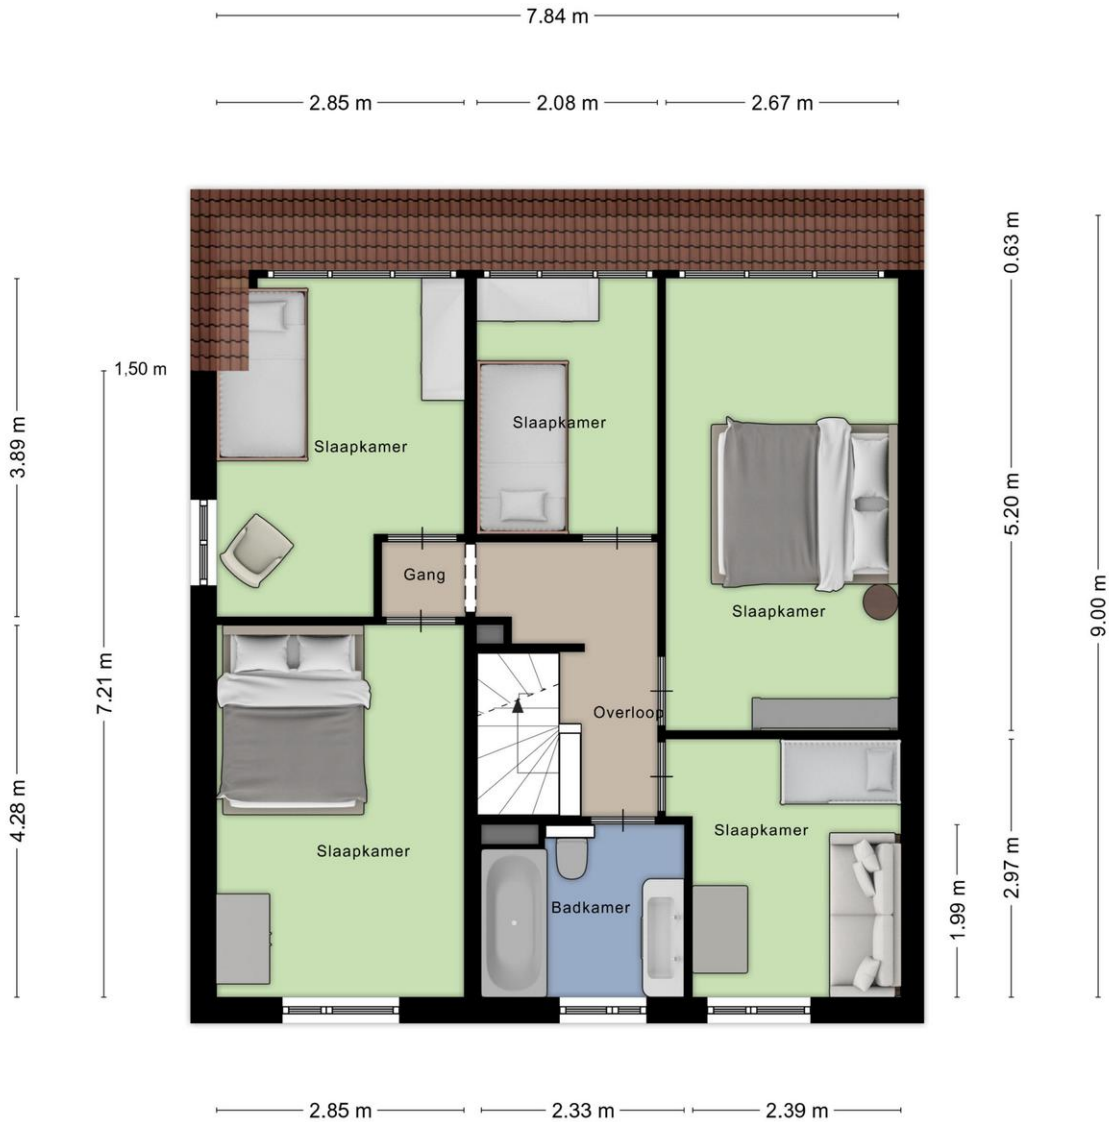 7.84 m
2.85 m
2.08 m
2.67 m
0.63 m
1,50 m
3.89 m
Slaapkamer
Slaapkamer
5.20 m
Gang
9.00 m
Slaapkamer
7.21 m
Overloop
4.28 m
Slaapkamer
Slaapkamer
2.97 m
Badkamer
1.99 m
2.85 m
2.33 m
2.39 m